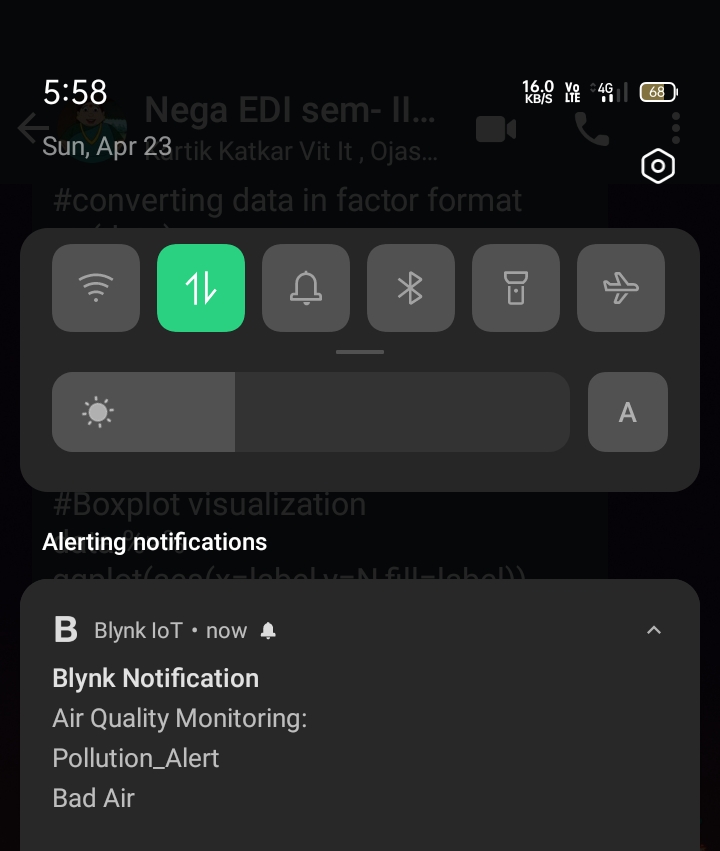 5:58
16.0 KB/S Vo LTE 4G 68
Nega EDI sem- II...
Sun, Apr 23
Kartik Katkar Vit It , Ojas...
#converting data in factor format
A
#Boxplot visualization
Alerting notifications
ggplot(aes(x=label,y=N,fill=label))
B Blynk IoT • now
Blynk Notification
Air Quality Monitoring:
Pollution_Alert
Bad Air